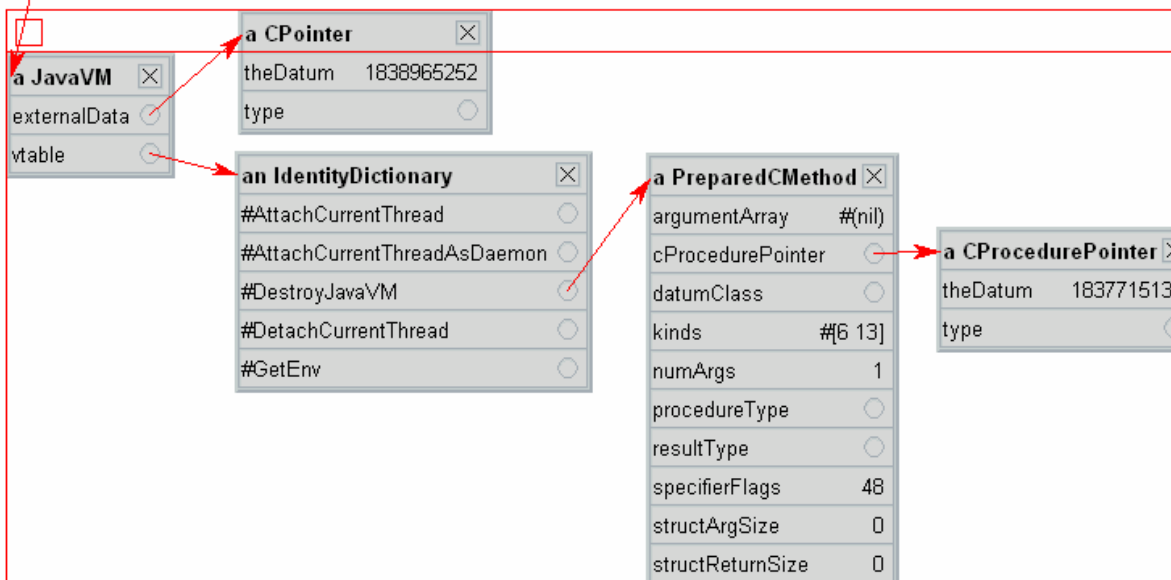 a CPointer
theDatum 1838965252
type
a JavaVM
externalData
vtable
an IdentityDictionary
#AttachCurrentThread
#AttachCurrentThreadAsDaemon
#DestroyJavaVM
#DetachCurrentThread
#GetEnv
a PreparedCMethod
argumentArray #(nil)
cProcedurePointer
datumClass
kinds #[6 13]
numArgs 1
procedureType
resultType
specifierFlags 48
structArgSize 0
structReturnSize 0
a CProcedurePointer
theDatum 183771513
type